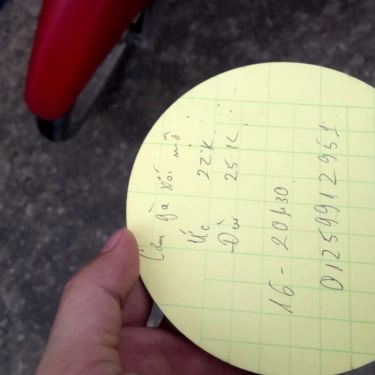 Cơm gà xối mỡ
Ức 22K
Đùi 25K
16 - 20h30
01259912951